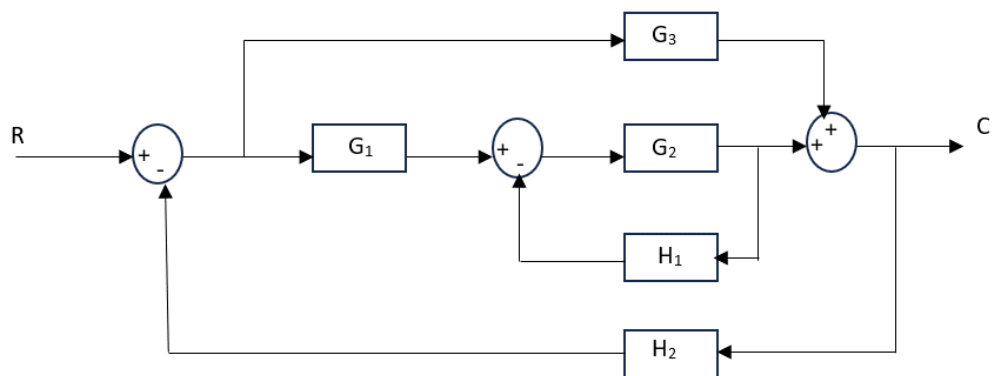 G₃
+
R
+
-
G₁
+
-
G₂
+
+
C
H₁
H₂